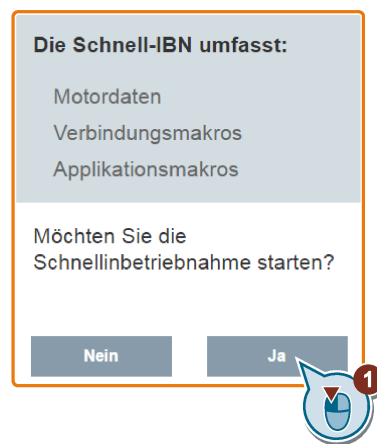 Die Schnell-IBN umfasst:
Motordaten
Verbindungsmakros
Applikationsmakros
Möchten Sie die
Schnellinbetriebnahme starten?
Nein
Ja
1